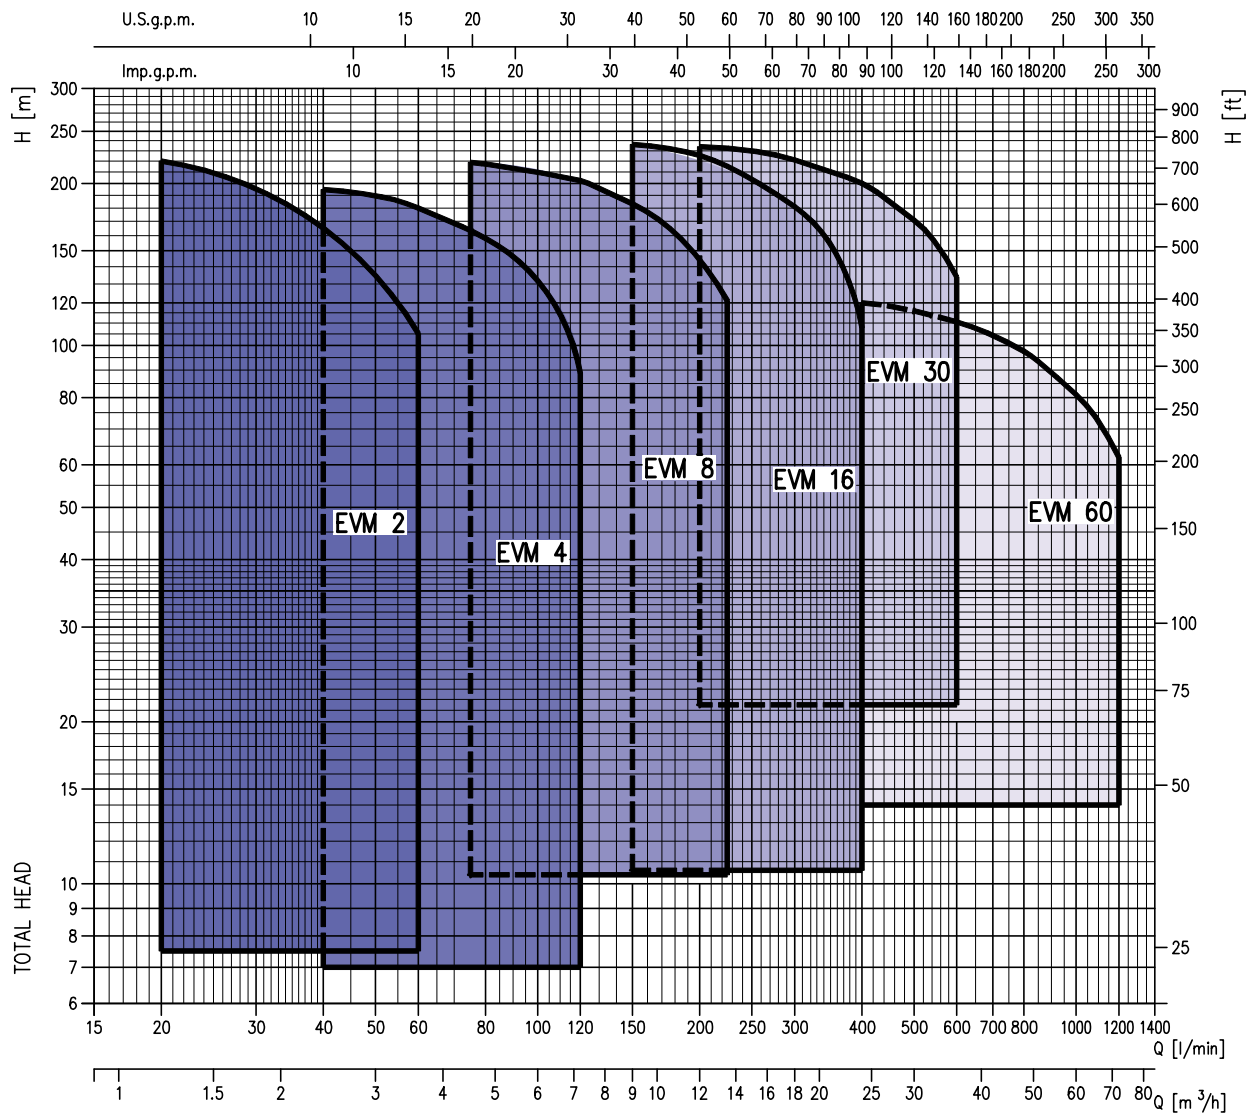 U.S.g.p.m. 10 15 20 30 40 50 60 70 80 90 100 120 140 160 180 200 250 300 350
Imp.g.p.m. 10 15 20 30 40 50 60 70 80 90 100 120 140 160 180 200 250 300
H [m]
300
250
200
150
120
100
80
60
50
40
30
20
15
10
9
8
7
6
TOTAL HEAD
H [ft]
900
800
700
600
500
400
350
300
250
200
150
100
75
50
25
EVM 30
EVM 8
EVM 16
EVM 60
EVM 2
EVM 4
15 20 30 40 50 60 80 100 120 150 200 300 400 500 600 700 800 1000 1200 1400
Q [l/min]
1 1.5 2 3 4 5 6 7 8 9 10 12 14 16 18 20 25 30 40 50 60 70 80
Q [m³/h]